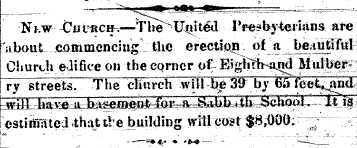 NEW CHURCH.—The United Presbyterians are
about commencing the erection of a beautiful
Church edifice on the corner of Eighth and Mulber-
ry streets. The church will be 39 by 65 feet, and
will have a basement for a Sabbath School. It is
estimated that the building will cost $8,000.